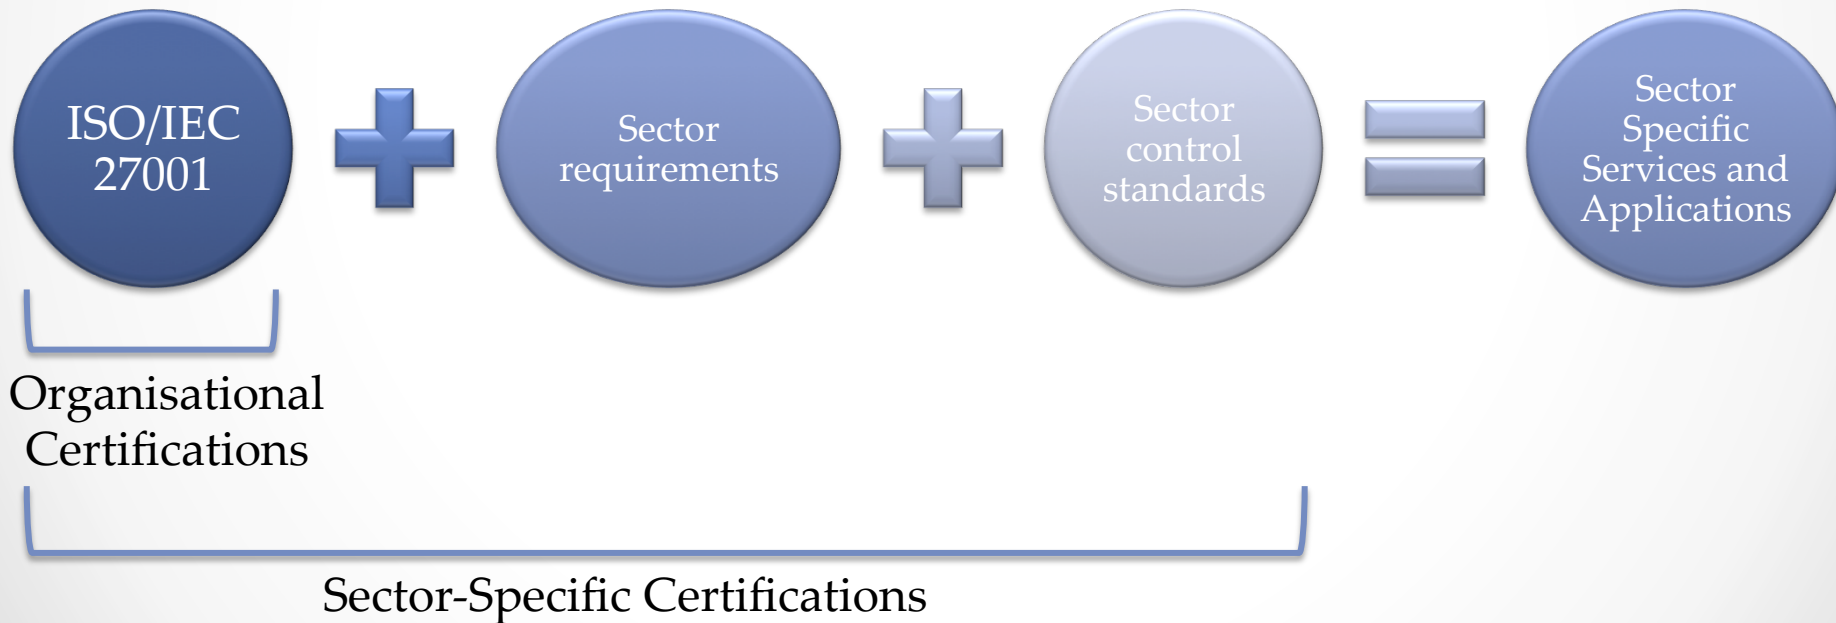 ISO/IEC
27001
Sector
requirements
Sector
control
standards
Sector
Specific
Services and
Applications
Organisational
Certifications
Sector-Specific Certifications